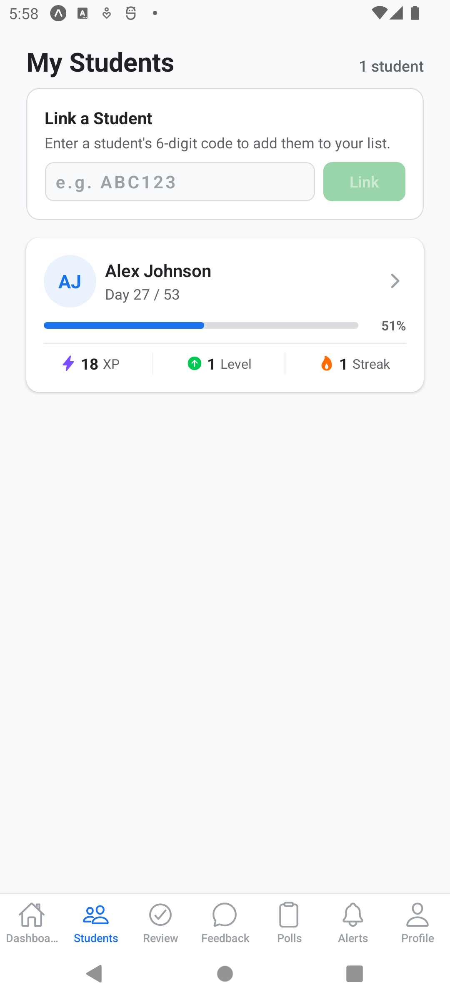 5:58
My Students
1 student
Link a Student
Enter a student's 6-digit code to add them to your list.
e.g. ABC123
Link
AJ
Alex Johnson
Day 27 / 53
51%
18 XP
1 Level
1 Streak
Dashboa...
Students
Review
Feedback
Polls
Alerts
Profile